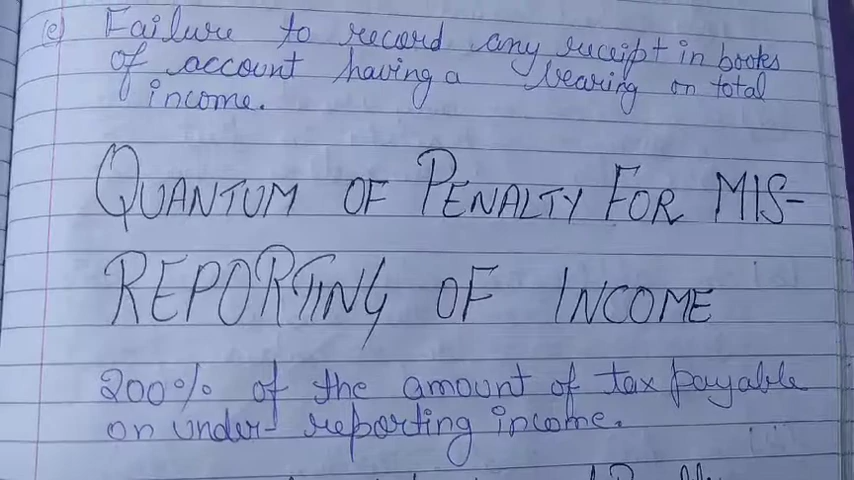 (e) Failure to record any receipt in books
of account having a bearing on total
income.
QUANTUM OF PENALTY FOR MIS-
REPORTING OF INCOME
200% of the amount of tax payable
on under-reporting income.